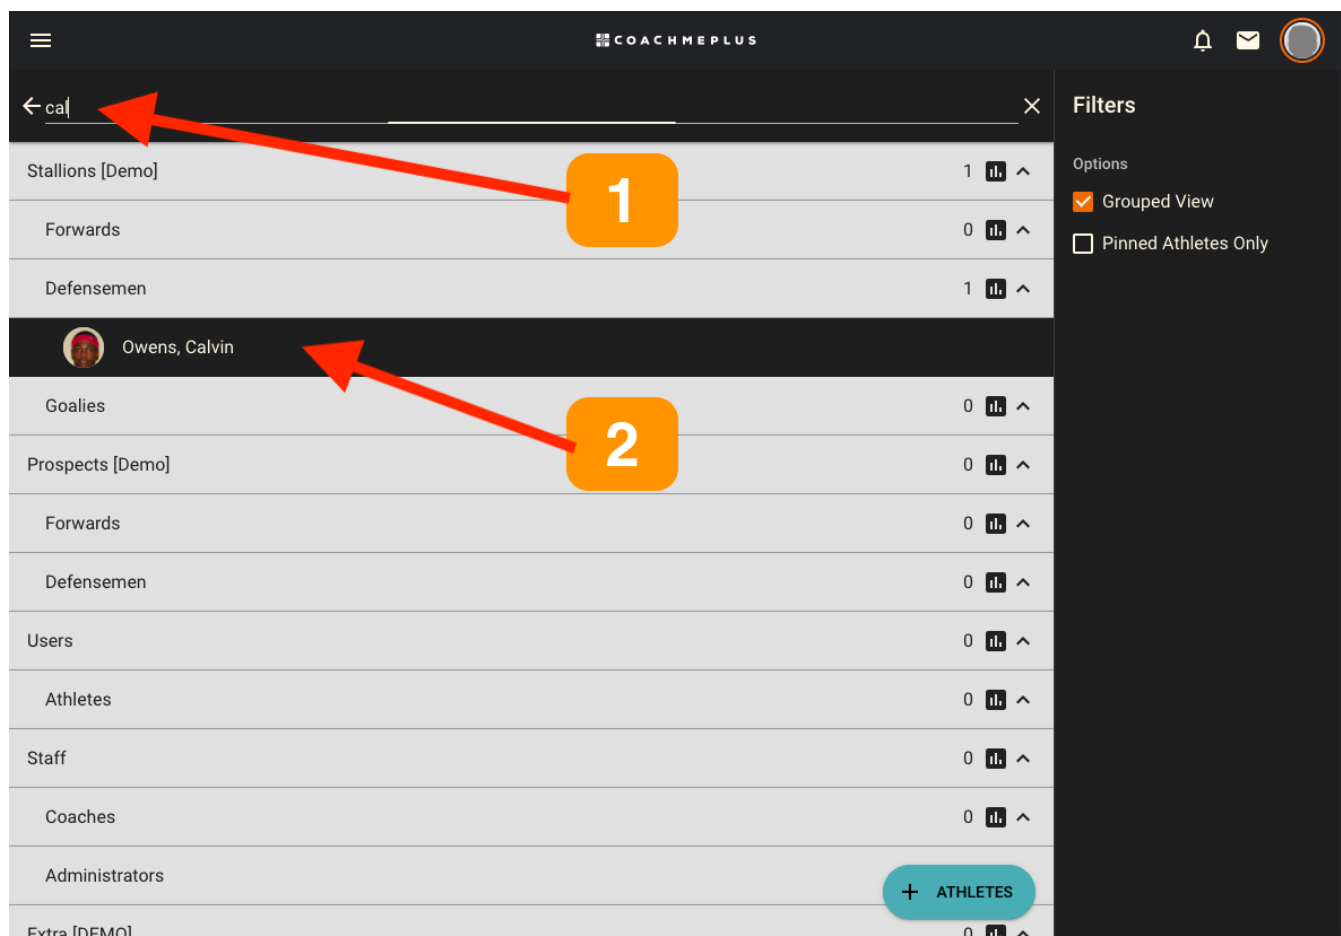 COACHMEPLUS
cal
Filters
Stallions [Demo] 1
Options
1
Grouped View
Forwards 0
Pinned Athletes Only
Defensemen 1
Owens, Calvin
Goalies 0
2
Prospects [Demo] 0
Forwards 0
Defensemen 0
Users 0
Athletes 0
Staff 0
Coaches 0
Administrators
+ ATHLETES
Extra [DEMO] 0